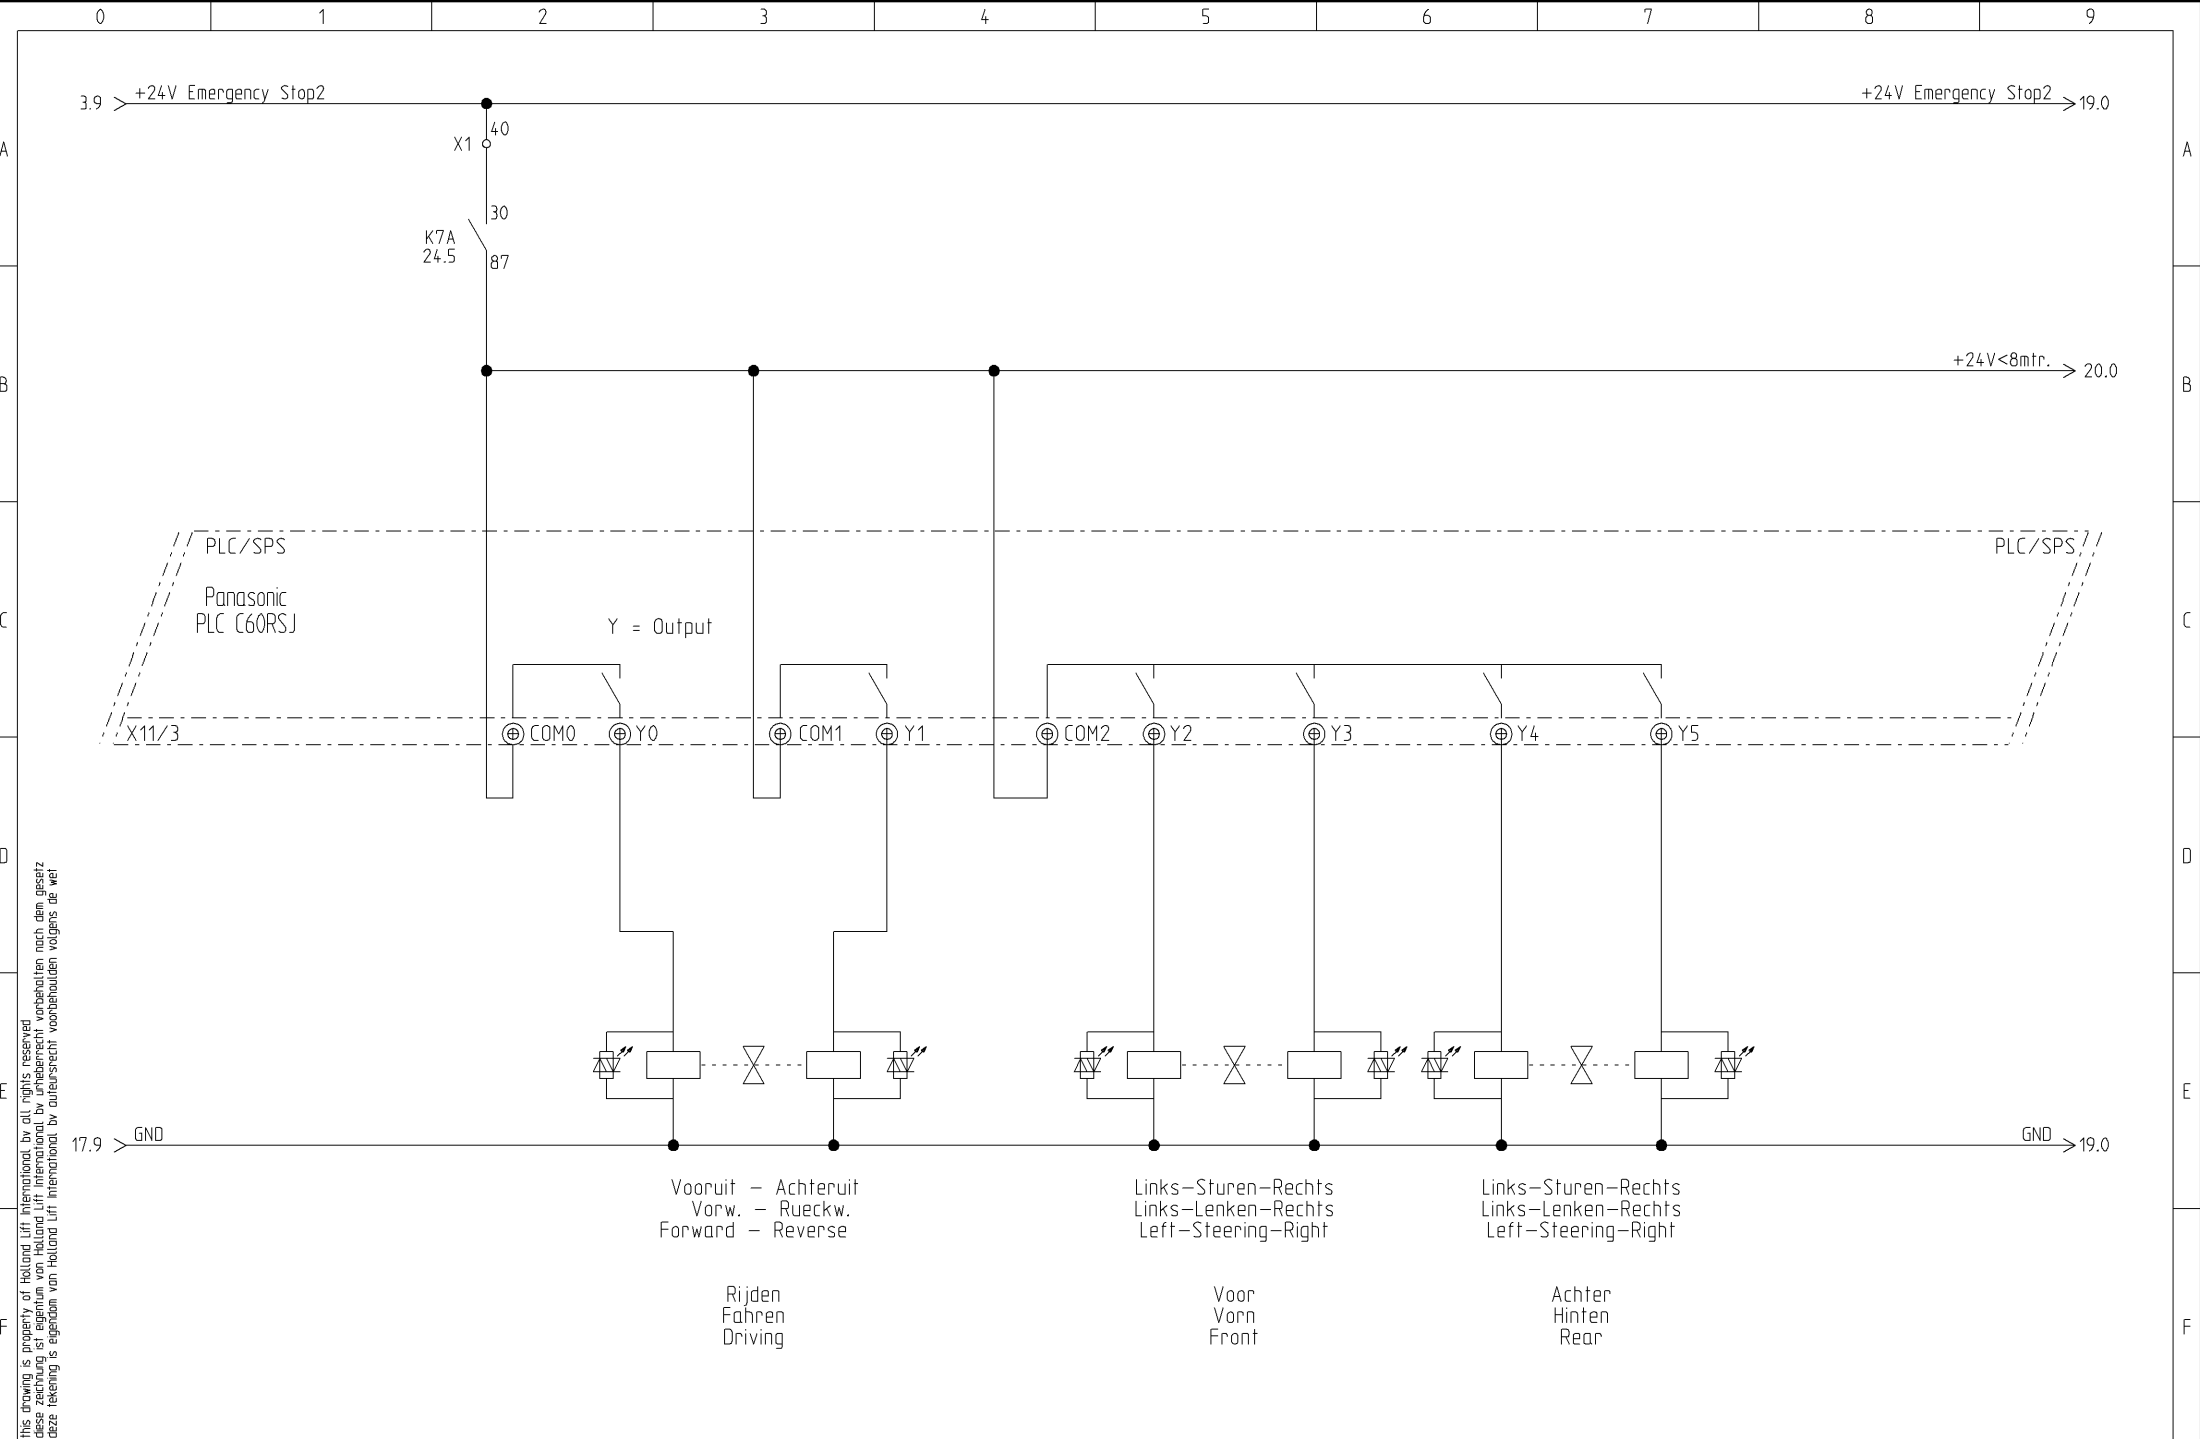 0 1 2 3 4 5 6 7 8 9
3.9 +24V Emergency Stop2 +24V Emergency Stop2 19.0
40
A X1 A
30
K7A
24.5
87
+24V<8mtr. 20.0
B B
PLC/SPS PLC/SPS
Panasonic
C PLC C60RSJ C
Y = Output
X11/3 COM0 Y0 COM1 Y1 COM2 Y2 Y3 Y4 Y5
D D
E E
17.9 GND GND 19.0
Vooruit - Achteruit Links-Sturen-Rechts Links-Sturen-Rechts
Vorw. - Rueckw. Links-Lenken-Rechts Links-Lenken-Rechts
Forward - Reverse Left-Steering-Right Left-Steering-Right
Rijden Voor Achter
Fahren Vorn Hinten
F F
Driving Front Rear
this drawing is property of Holland Lift International bv all rights reserved
diese zeichnung ist eigentum von Holland Lift International bv urheberrecht vorbehalten nach dem gesetz
deze tekening is eigendom van Holland Lift International bv auteursrecht voorbehoulden volgens de wet